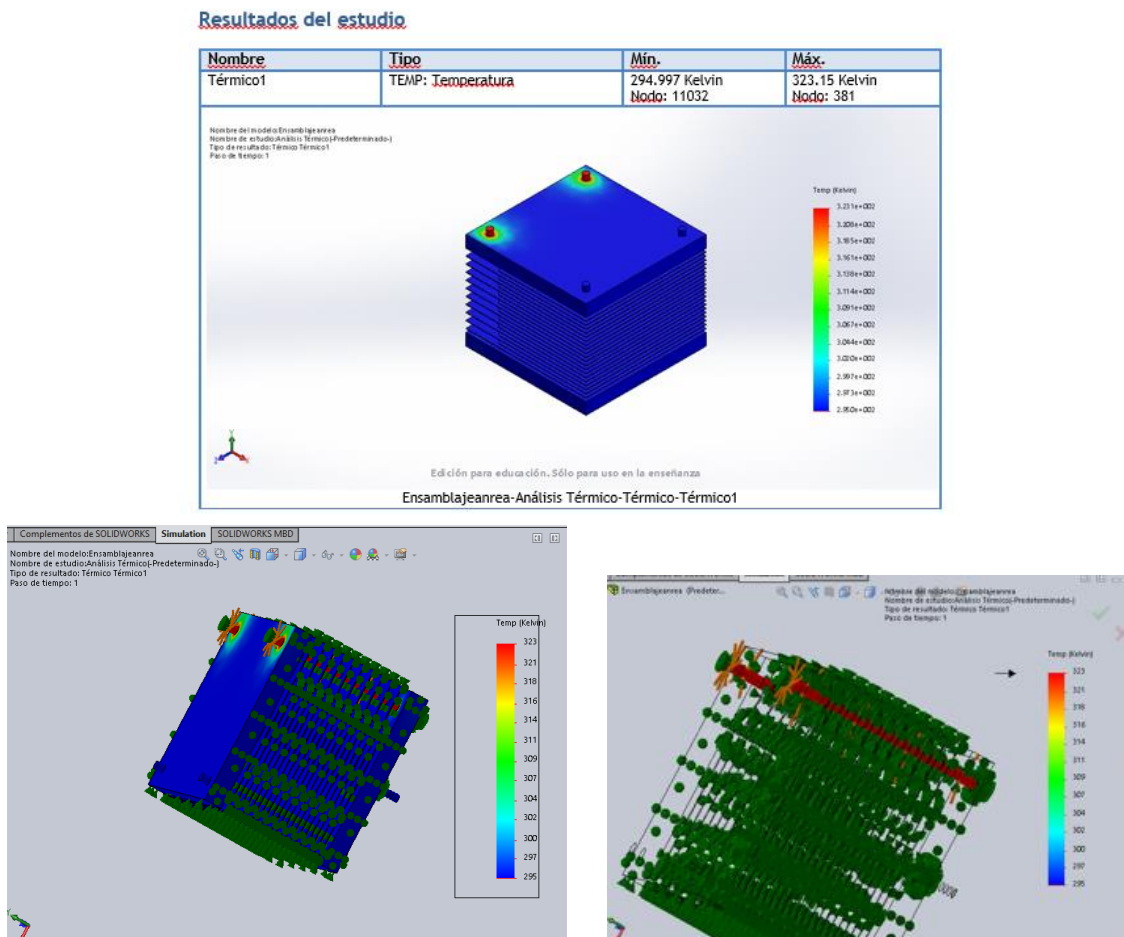 Resultados del estudio
Nombre Tipo Mín. Máx.
Térmico1 TEMP: Temperatura 294.997 Kelvin 323.15 Kelvin
Nodo: 11032 Nodo: 381
Nombre del modelo:Ensamblajeanrea
Nombre de estudio:Análisis Térmico(-Predeterminado-)
Tipo de resultado: Térmico Térmico1
Paso de tiempo: 1
Temp (Kelvin)
3.231e+002
3.208e+002
3.185e+002
3.161e+002
3.138e+002
3.114e+002
3.091e+002
3.067e+002
3.044e+002
3.020e+002
2.997e+002
2.973e+002
2.950e+002
Edición para educación. Sólo para uso en la enseñanza
Ensamblajeanrea-Análisis Térmico-Térmico-Térmico1
Complementos de SOLIDWORKS Simulation SOLIDWORKS MBD
Nombre del modelo:Ensamblajeanrea
Nombre de estudio:Análisis Térmico(-Predeterminado-)
Tipo de resultado: Térmico Térmico1
Paso de tiempo: 1
Temp (Kelvin)
323
321
318
316
314
311
309
307
304
302
300
297
295
Ensamblajeanrea (Predeter...
Nombre del modelo:Ensamblajeanrea
Nombre de estudio:Análisis Térmico(-Predeterminado-)
Tipo de resultado: Térmico Térmico1
Paso de tiempo: 1
Temp (Kelvin)
323
321
318
316
314
311
309
307
304
302
300
297
295